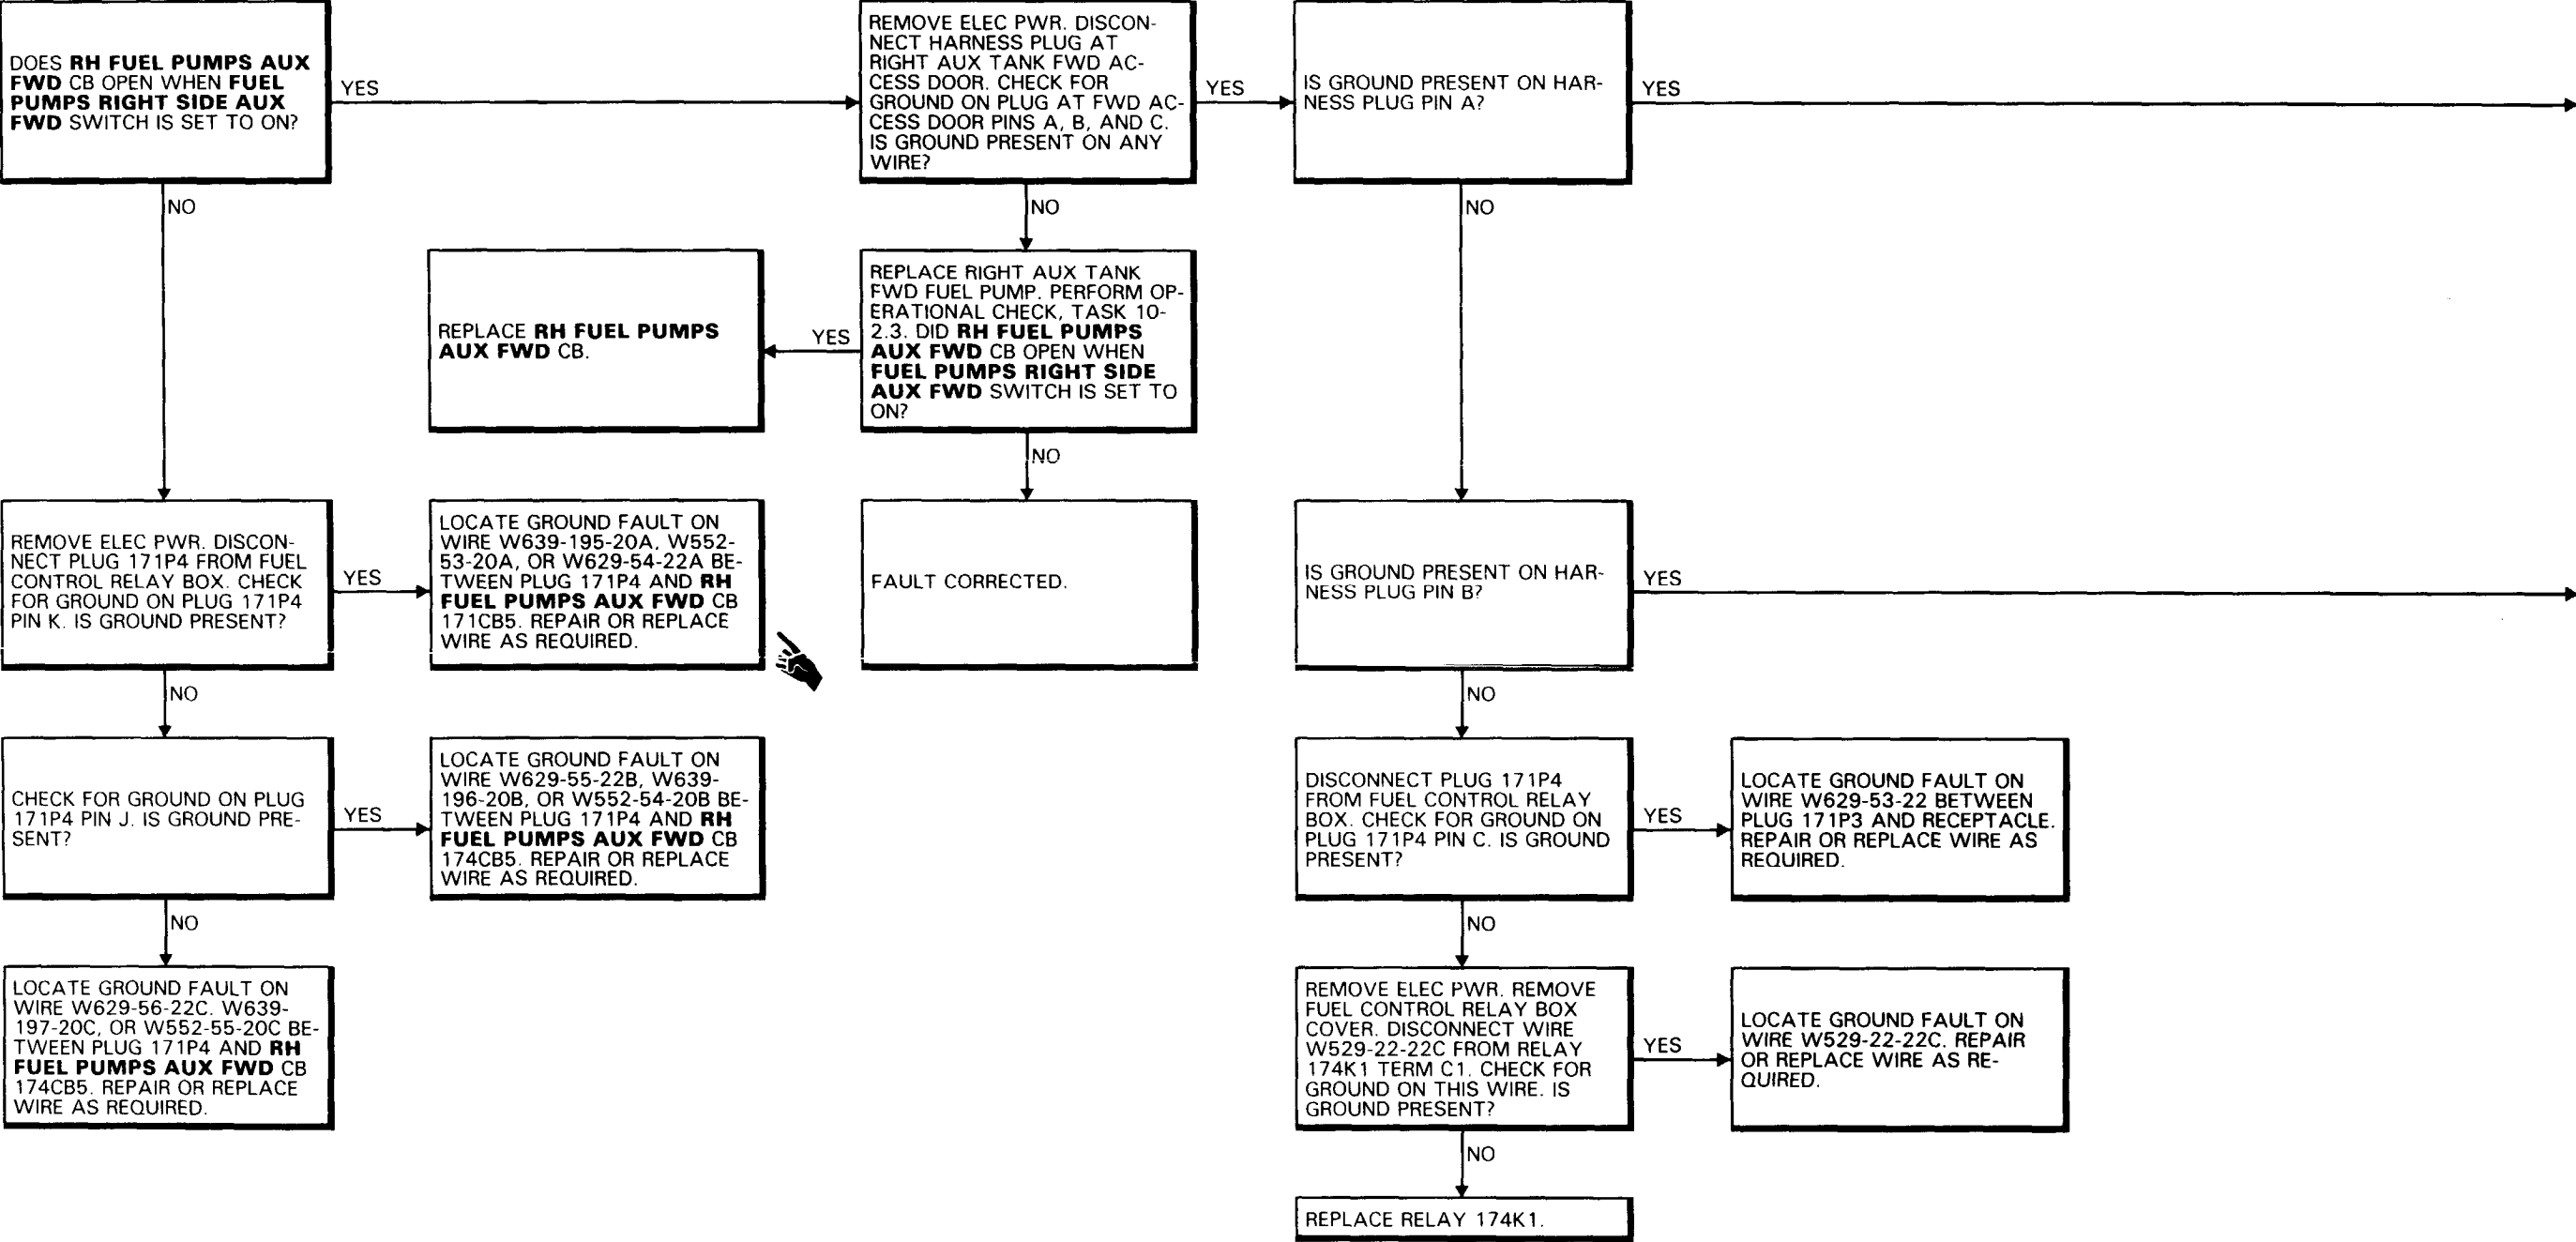 DOES RH FUEL PUMPS AUX
FWD CB OPEN WHEN FUEL
PUMPS RIGHT SIDE AUX
FWD SWITCH IS SET TO ON?
YES
NO
REMOVE ELEC PWR. DISCON-
NECT HARNESS PLUG AT
RIGHT AUX TANK FWD AC-
CESS DOOR. CHECK FOR
GROUND ON PLUG AT FWD AC-
CESS DOOR PINS A, B, AND C.
IS GROUND PRESENT ON ANY
WIRE?
YES
NO
IS GROUND PRESENT ON HAR-
NESS PLUG PIN A?
YES
NO
REPLACE RH FUEL PUMPS
AUX FWD CB.
YES
REPLACE RIGHT AUX TANK
FWD FUEL PUMP. PERFORM OP-
ERATIONAL CHECK, TASK 10-
2.3. DID RH FUEL PUMPS
AUX FWD CB OPEN WHEN
FUEL PUMPS RIGHT SIDE
AUX FWD SWITCH IS SET TO
ON?
NO
REMOVE ELEC PWR. DISCON-
NECT PLUG 171P4 FROM FUEL
CONTROL RELAY BOX. CHECK
FOR GROUND ON PLUG 171P4
PIN K. IS GROUND PRESENT?
YES
NO
LOCATE GROUND FAULT ON
WIRE W639-195-20A, W552-
53-20A, OR W629-54-22A BE-
TWEEN PLUG 171P4 AND RH
FUEL PUMPS AUX FWD CB
171CB5. REPAIR OR REPLACE
WIRE AS REQUIRED.
FAULT CORRECTED.
IS GROUND PRESENT ON HAR-
NESS PLUG PIN B?
YES
NO
CHECK FOR GROUND ON PLUG
171P4 PIN J. IS GROUND PRE-
SENT?
YES
NO
LOCATE GROUND FAULT ON
WIRE W629-55-22B, W639-
196-20B, OR W552-54-20B BE-
TWEEN PLUG 171P4 AND RH
FUEL PUMPS AUX FWD CB
174CB5. REPAIR OR REPLACE
WIRE AS REQUIRED.
DISCONNECT PLUG 171P4
FROM FUEL CONTROL RELAY
BOX. CHECK FOR GROUND ON
PLUG 171P4 PIN C. IS GROUND
PRESENT?
YES
NO
LOCATE GROUND FAULT ON
WIRE W629-53-22 BETWEEN
PLUG 171P3 AND RECEPTACLE.
REPAIR OR REPLACE WIRE AS
REQUIRED.
LOCATE GROUND FAULT ON
WIRE W629-56-22C. W639-
197-20C, OR W552-55-20C BE-
TWEEN PLUG 171P4 AND RH
FUEL PUMPS AUX FWD CB
174CB5. REPAIR OR REPLACE
WIRE AS REQUIRED.
REMOVE ELEC PWR. REMOVE
FUEL CONTROL RELAY BOX
COVER. DISCONNECT WIRE
W529-22-22C FROM RELAY
174K1 TERM C1. CHECK FOR
GROUND ON THIS WIRE. IS
GROUND PRESENT?
YES
NO
LOCATE GROUND FAULT ON
WIRE W529-22-22C. REPAIR
OR REPLACE WIRE AS RE-
QUIRED.
REPLACE RELAY 174K1.